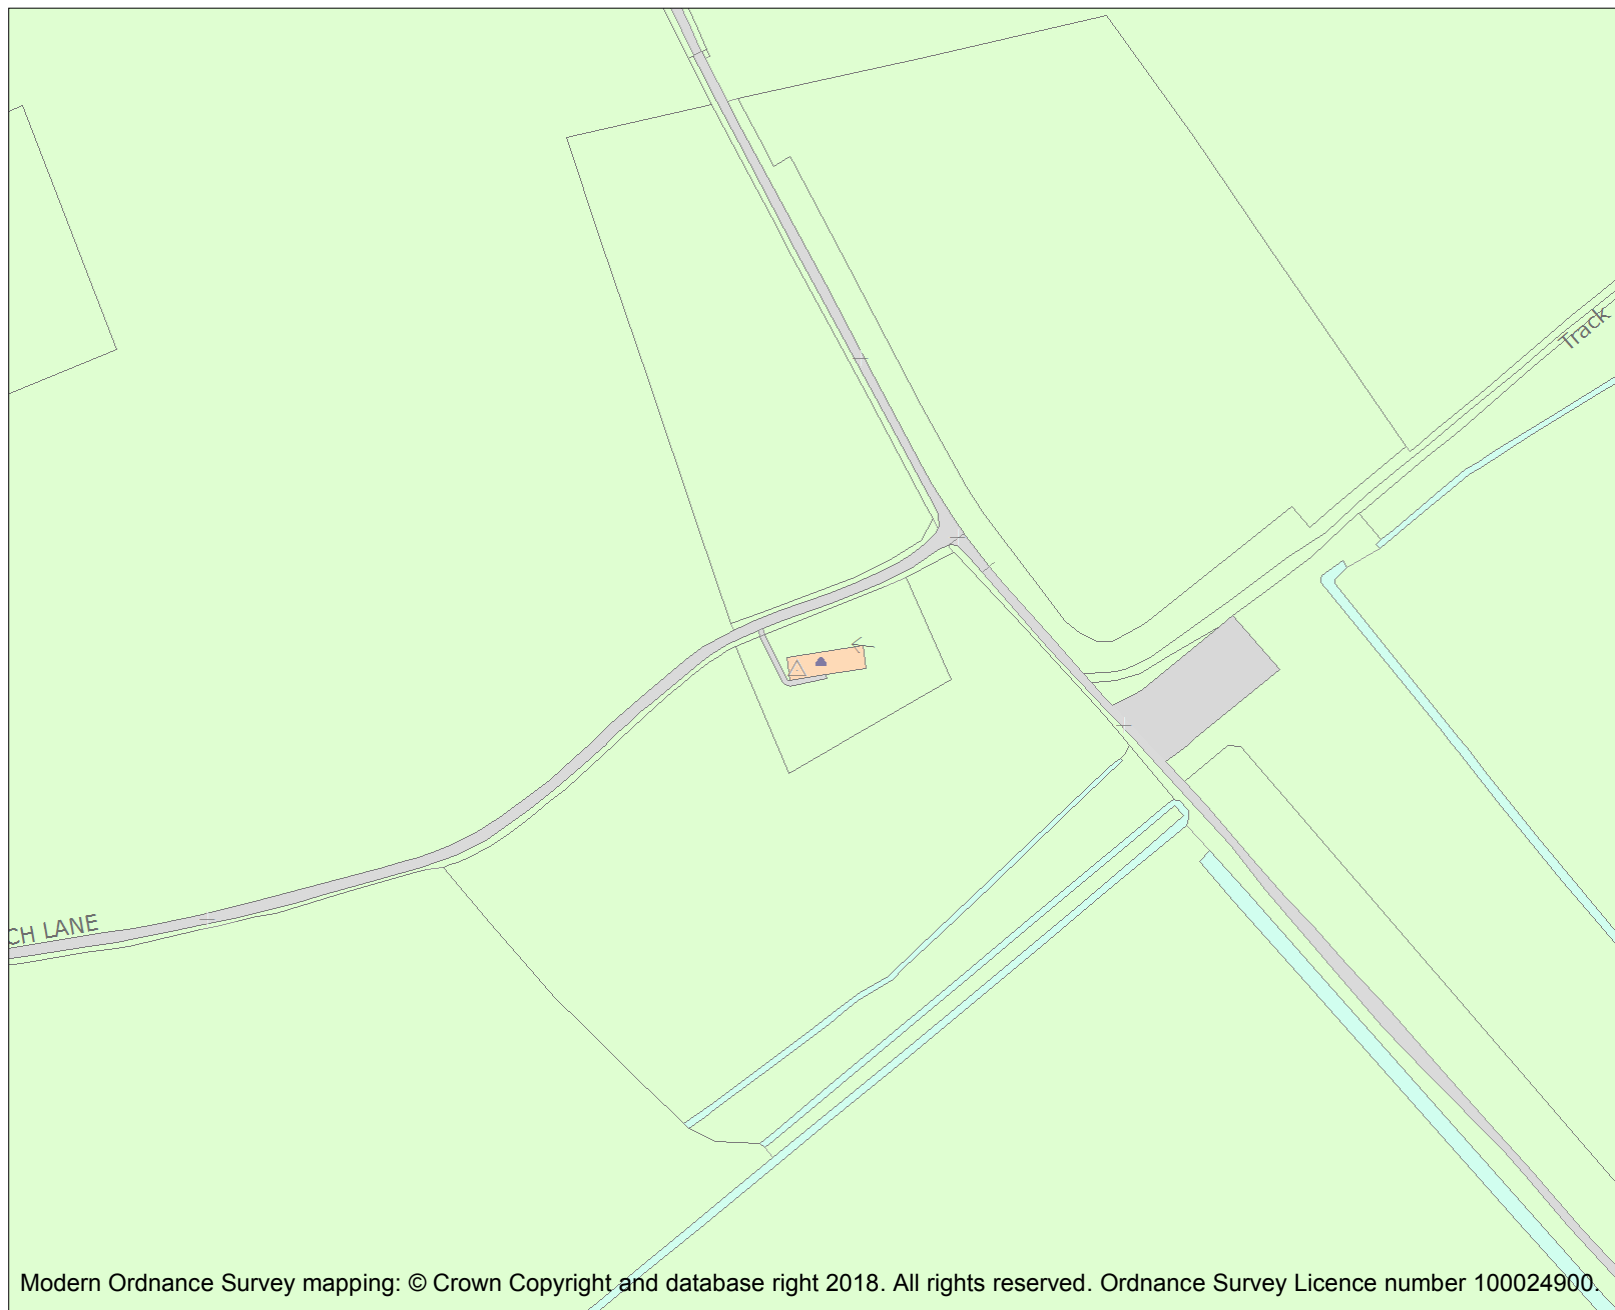 Track
CH LANE
Modern Ordnance Survey mapping: © Crown Copyright and database right 2018. All rights reserved. Ordnance Survey Licence number 100024900.